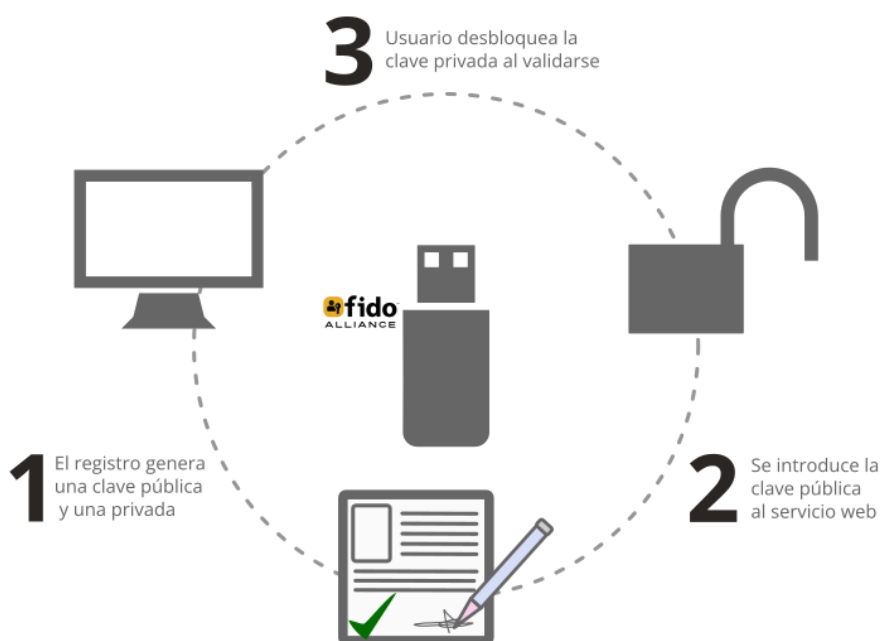 3
Usuario desbloquea la
clave privada al validarse
fido
ALLIANCE
1
El registro genera
una clave pública
y una privada
2
Se introduce la
clave pública
al servicio web